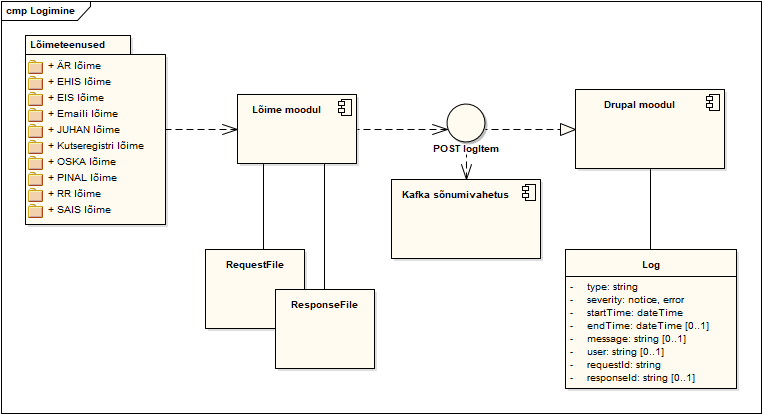 cmp Logimine
Lõimeteenused
+ ÄR lõime
+ EHIS lõime
+ EIS lõime
+ Emaili lõime
+ JUHAN lõime
+ Kutseregistri lõime
+ OSKA lõime
+ PINAL lõime
+ RR lõime
+ SAIS lõime
Lõime moodul
POST logItem
Drupal moodul
Kafka sõnumivahetus
RequestFile
ResponseFile
Log
- type: string
- severity: notice, error
- startTime: dateTime
- endTime: dateTime [0..1]
- message: string [0..1]
- user: string [0..1]
- requestId: string
- responseId: string [0..1]